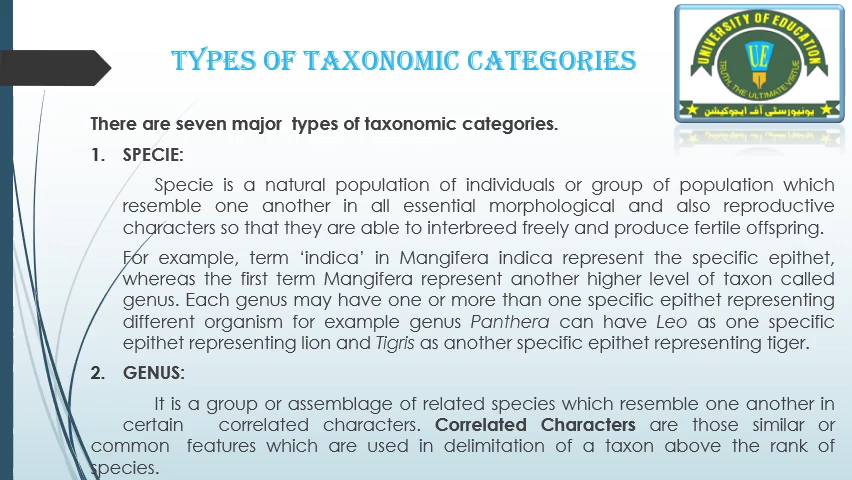 TYPES OF TAXONOMIC CATEGORIES
UNIVERSITY OF EDUCATION
UE
TRUTH, THE ULTIMATE VIRTUE
یونیورسٹی آف ایجوکیشن
There are seven major types of taxonomic categories.
1. SPECIE:
Specie is a natural population of individuals or group of population which
resemble one another in all essential morphological and also reproductive
characters so that they are able to interbreed freely and produce fertile offspring.
For example, term ‘indica’ in Mangifera indica represent the specific epithet,
whereas the first term Mangifera represent another higher level of taxon called
genus. Each genus may have one or more than one specific epithet representing
different organism for example genus Panthera can have Leo as one specific
epithet representing lion and Tigris as another specific epithet representing tiger.
2. GENUS:
It is a group or assemblage of related species which resemble one another in
certain correlated characters. Correlated Characters are those similar or
common features which are used in delimitation of a taxon above the rank of
species.